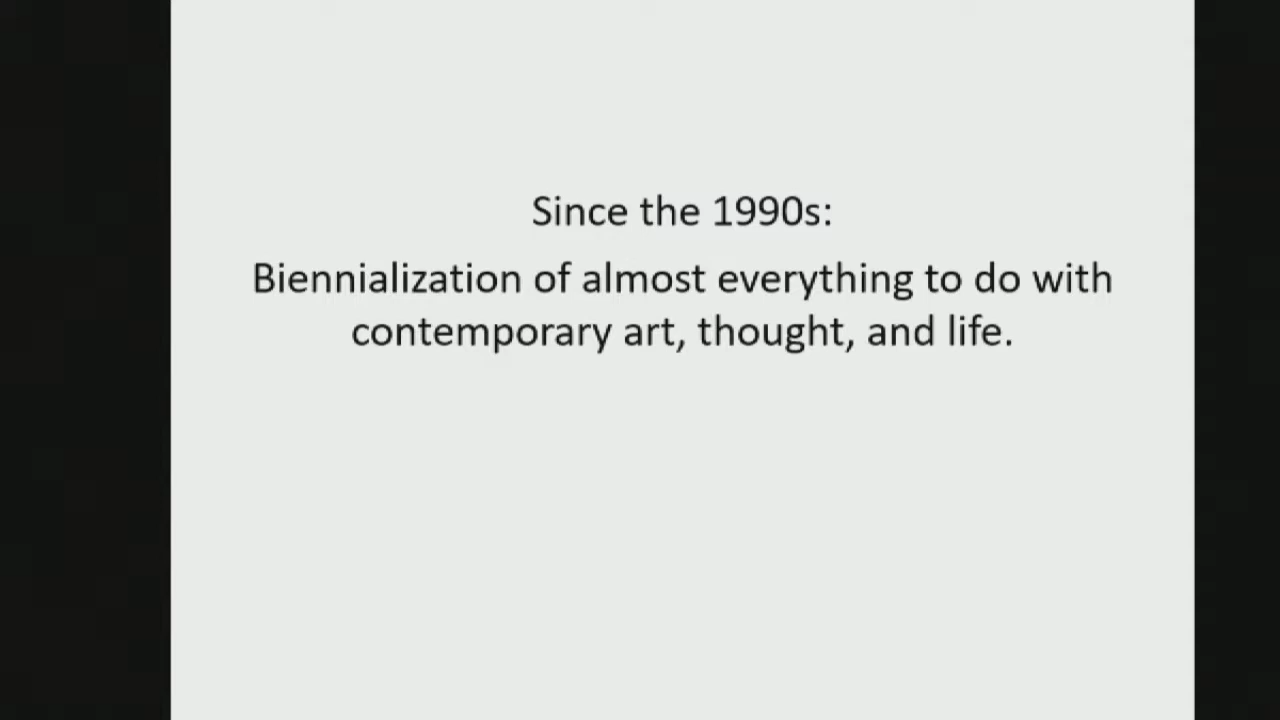 Since the 1990s:
Biennialization of almost everything to do with
contemporary art, thought, and life.